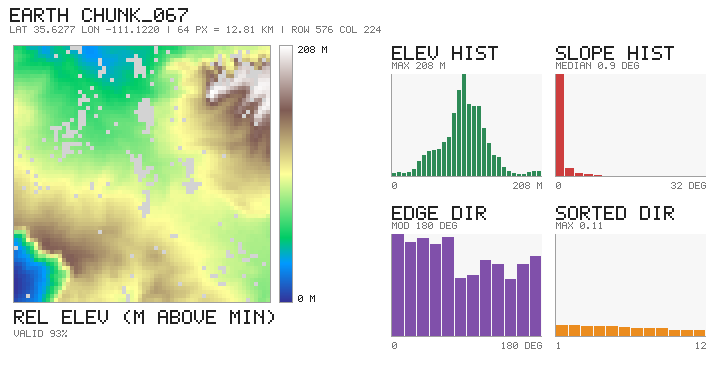 EARTH CHUNK_067
LAT 35.6277 LON -111.1220 | 64 PX = 12.81 KM | ROW 576 COL 224
208 M
0 M
REL ELEV (M ABOVE MIN)
VALID 93%
ELEV HIST
MAX 208 M
0 208 M
SLOPE HIST
MEDIAN 0.9 DEG
0 32 DEG
EDGE DIR
MOD 180 DEG
0 180 DEG
SORTED DIR
MAX 0.11
1 12